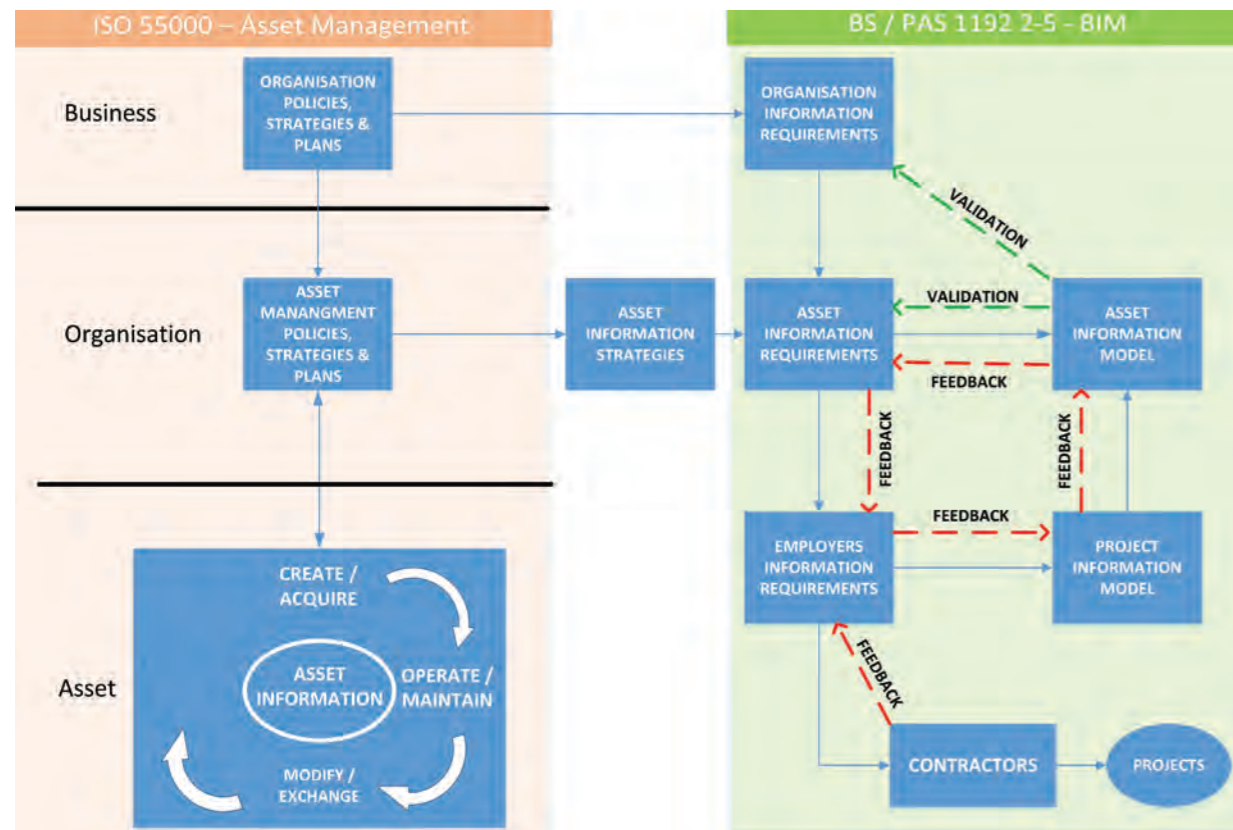 ISO 55000 – Asset Management
BS / PAS 1192 2-5 - BIM
Business
ORGANISATION
POLICIES,
STRATEGIES &
PLANS
ORGANISATION
INFORMATION
REQUIREMENTS
VALIDATION
Organisation
ASSET
MANANGMENT
POLICIES,
STRATEGIES &
PLANS
ASSET
INFORMATION
STRATEGIES
ASSET
INFORMATION
REQUIREMENTS
VALIDATION
FEEDBACK
ASSET
INFORMATION
MODEL
FEEDBACK
FEEDBACK
EMPLOYERS
INFORMATION
REQUIREMENTS
FEEDBACK
PROJECT
INFORMATION
MODEL
Asset
CREATE /
ACQUIRE
ASSET
INFORMATION
OPERATE /
MAINTAIN
MODIFY /
EXCHANGE
FEEDBACK
CONTRACTORS
PROJECTS